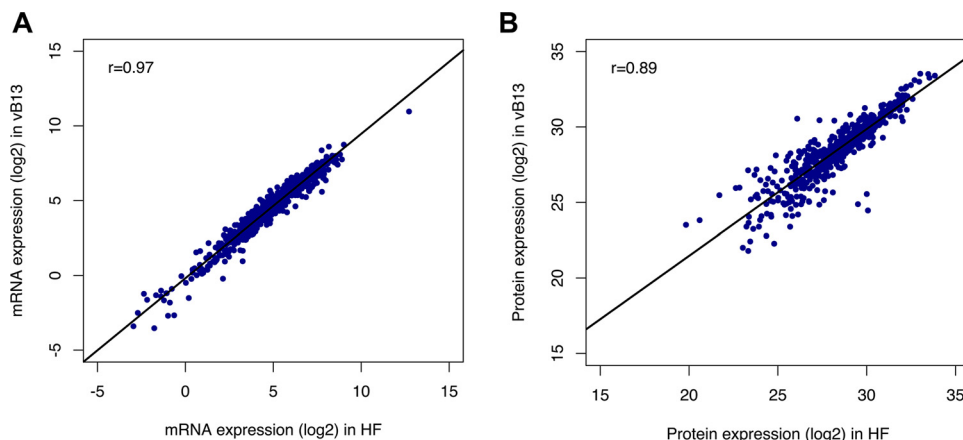 A
r=0.97
mRNA expression (log2) in vB13
15
10
5
0
-5
-5 0 5 10 15
mRNA expression (log2) in HF
B
r=0.89
Protein expression (log2) in vB13
35
30
25
20
15
15 20 25 30 35
Protein expression (log2) in HF